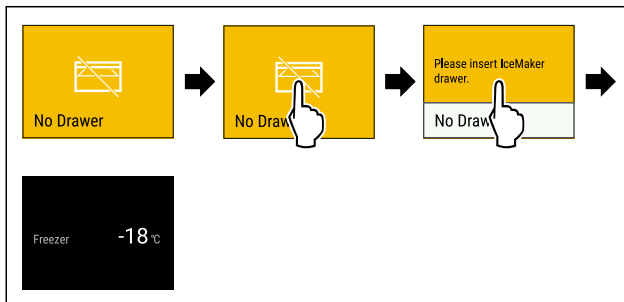 No Drawer
No Draw
Please insert IceMaker
drawer.
No Draw
Freezer -18 °C